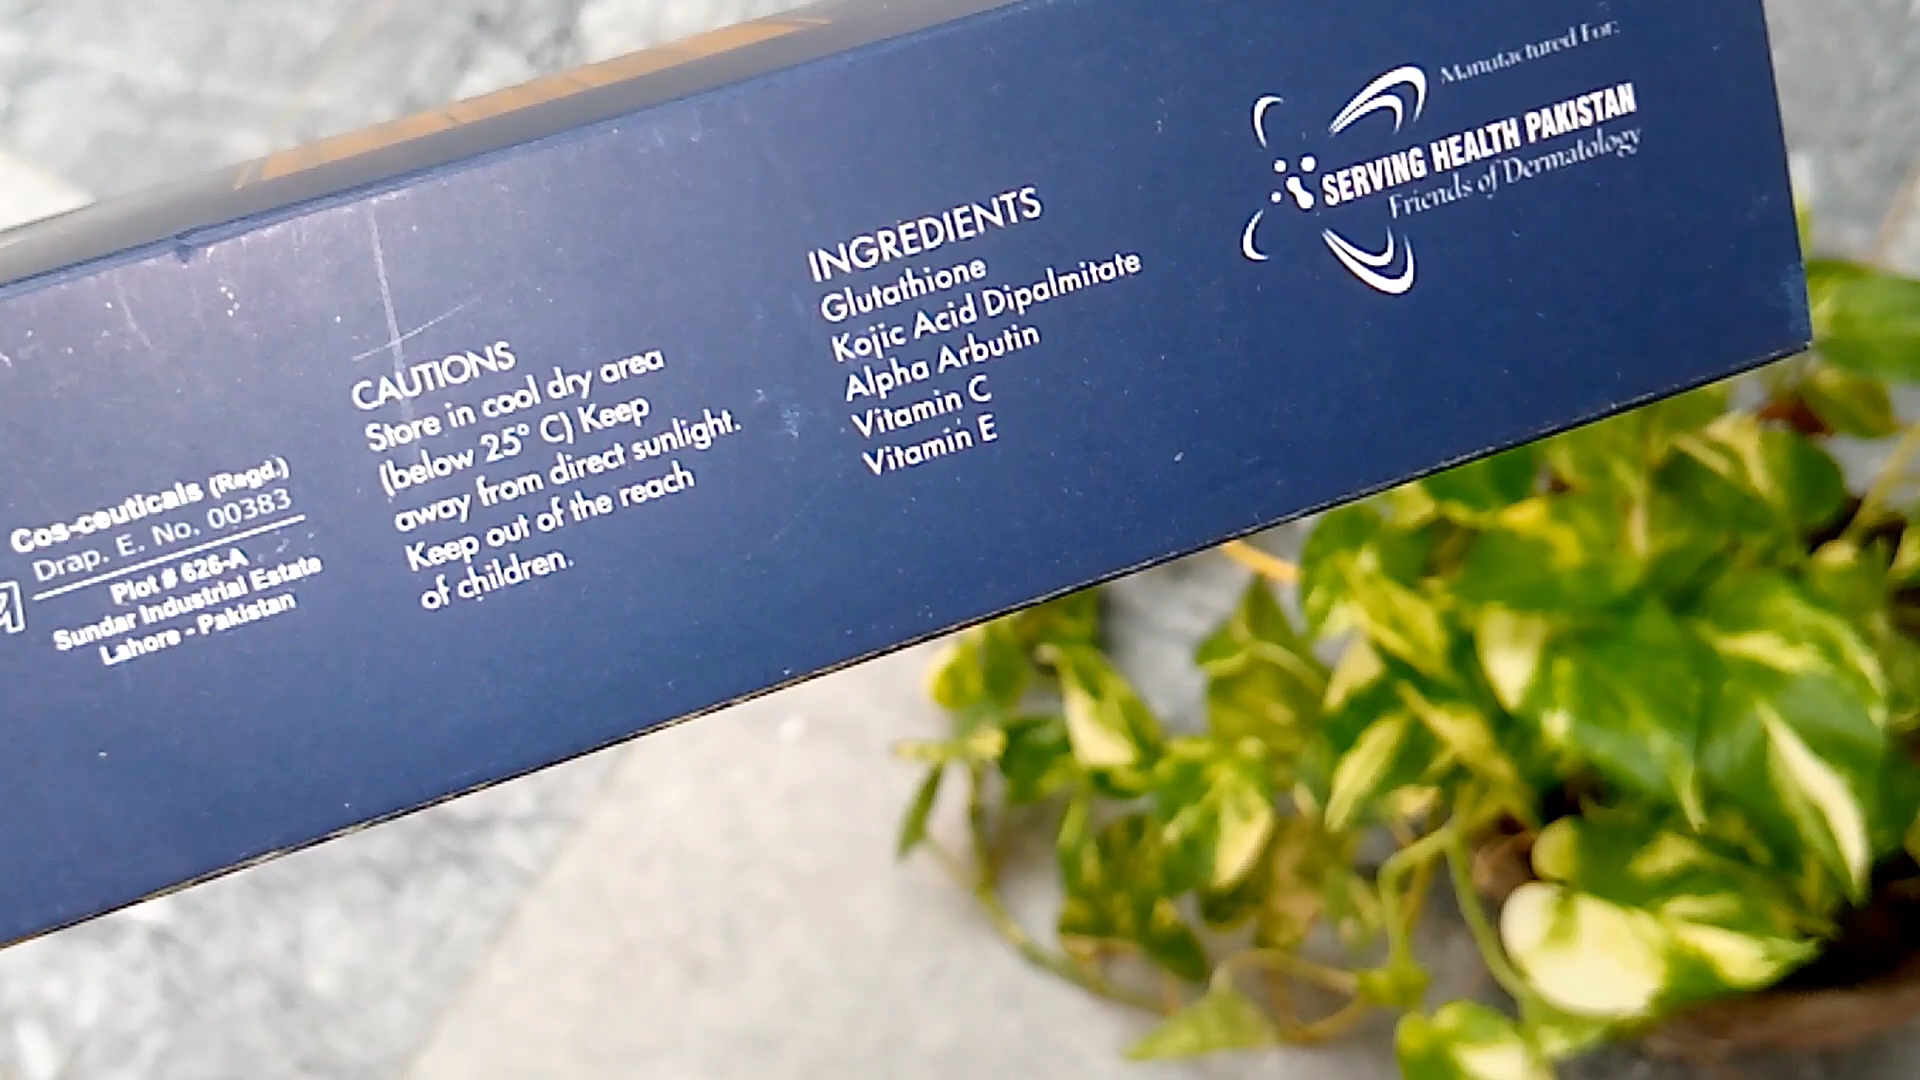 Cos-ceuticals (Regd.)
Drap. E. No. 00383
Plot # 626-A
Sundar Industrial Estate
Lahore - Pakistan
CAUTIONS
Store in cool dry area
(below 25° C) Keep
away from direct sunlight.
Keep out of the reach
of children.
INGREDIENTS
Glutathione
Kojic Acid Dipalmitate
Alpha Arbutin
Vitamin C
Vitamin E
Manufactured For:
SERVING HEALTH PAKISTAN
Friends of Dermatology